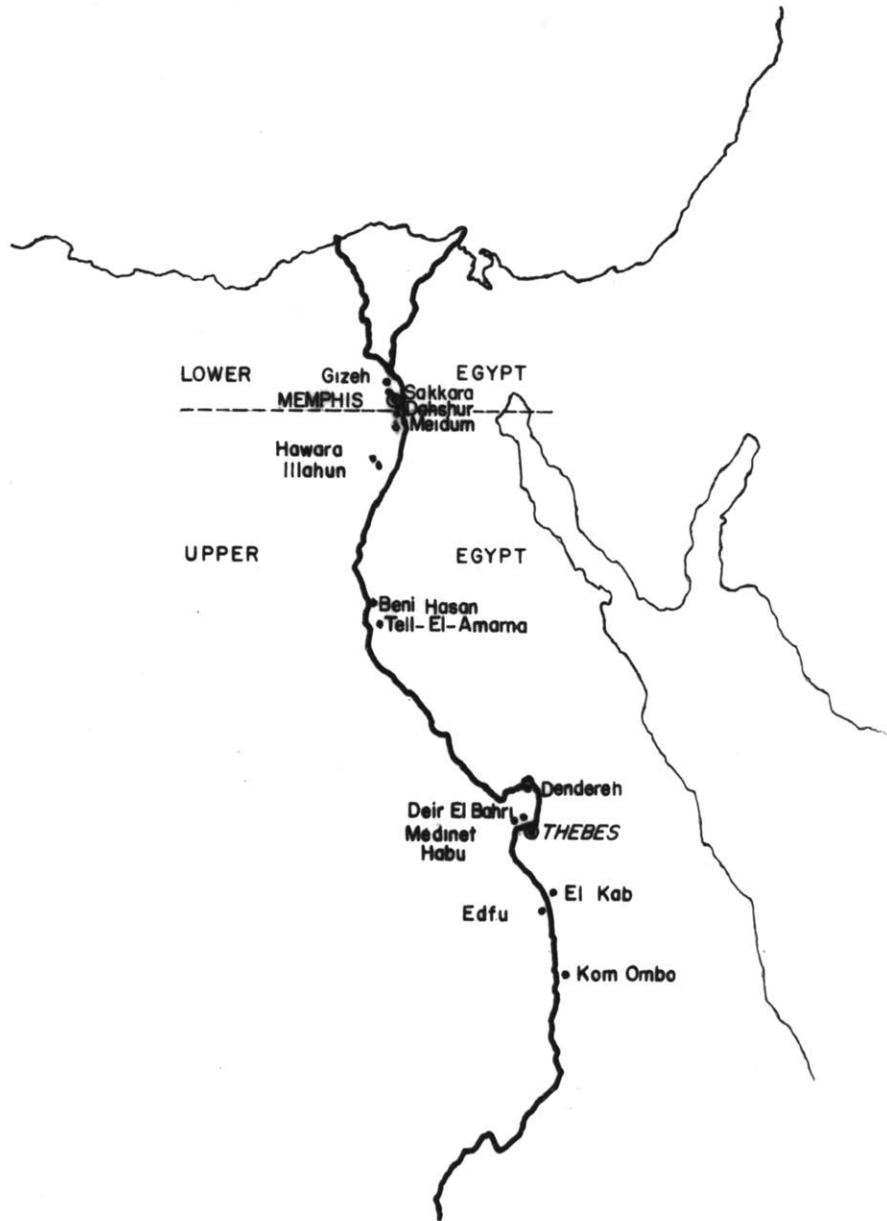 LOWER EGYPT
Gizeh
Sakkara
MEMPHIS
Dahshur
Meidum
Hawara
Illahun
UPPER EGYPT
Beni Hasan
Tell-El-Amarna
Dendereh
Deir El Bahri
Medinet
Habu
THEBES
El Kab
Edfu
Kom Ombo